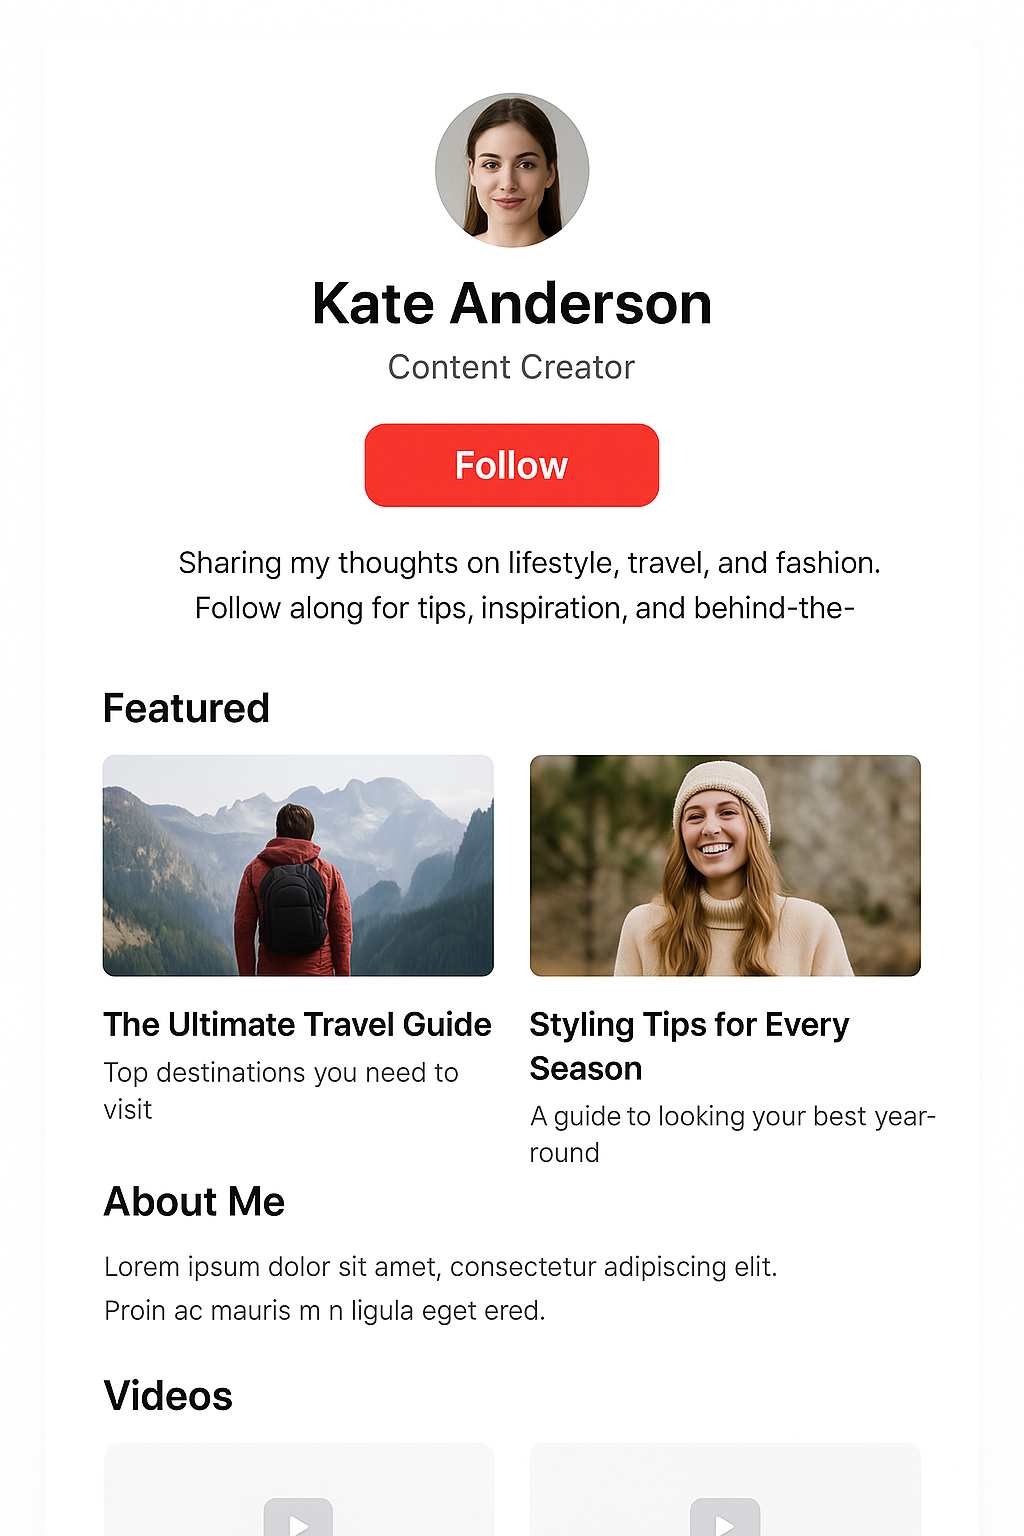 Kate Anderson
Content Creator
Follow
Sharing my thoughts on lifestyle, travel, and fashion.
Follow along for tips, inspiration, and behind-the-
Featured
The Ultimate Travel Guide
Top destinations you need to
visit
Styling Tips for Every
Season
A guide to looking your best year-
round
About Me
Lorem ipsum dolor sit amet, consectetur adipiscing elit.
Proin ac mauris m n ligula eget ered.
Videos